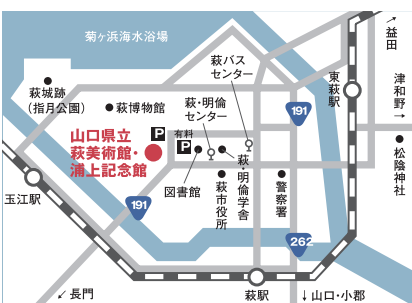 菊ヶ浜海水浴場
↗益田
萩城跡
（指月公園）
萩博物館
萩バス
センター
萩・明倫
センター
東萩駅
津和野
→
191
山口県立
萩美術館・
浦上記念館
P
有料
P
松陰神社
図書館
萩市役所
萩・明倫学舎
警察署
玉江駅
191
262
↙長門
萩駅
↓山口・小郡